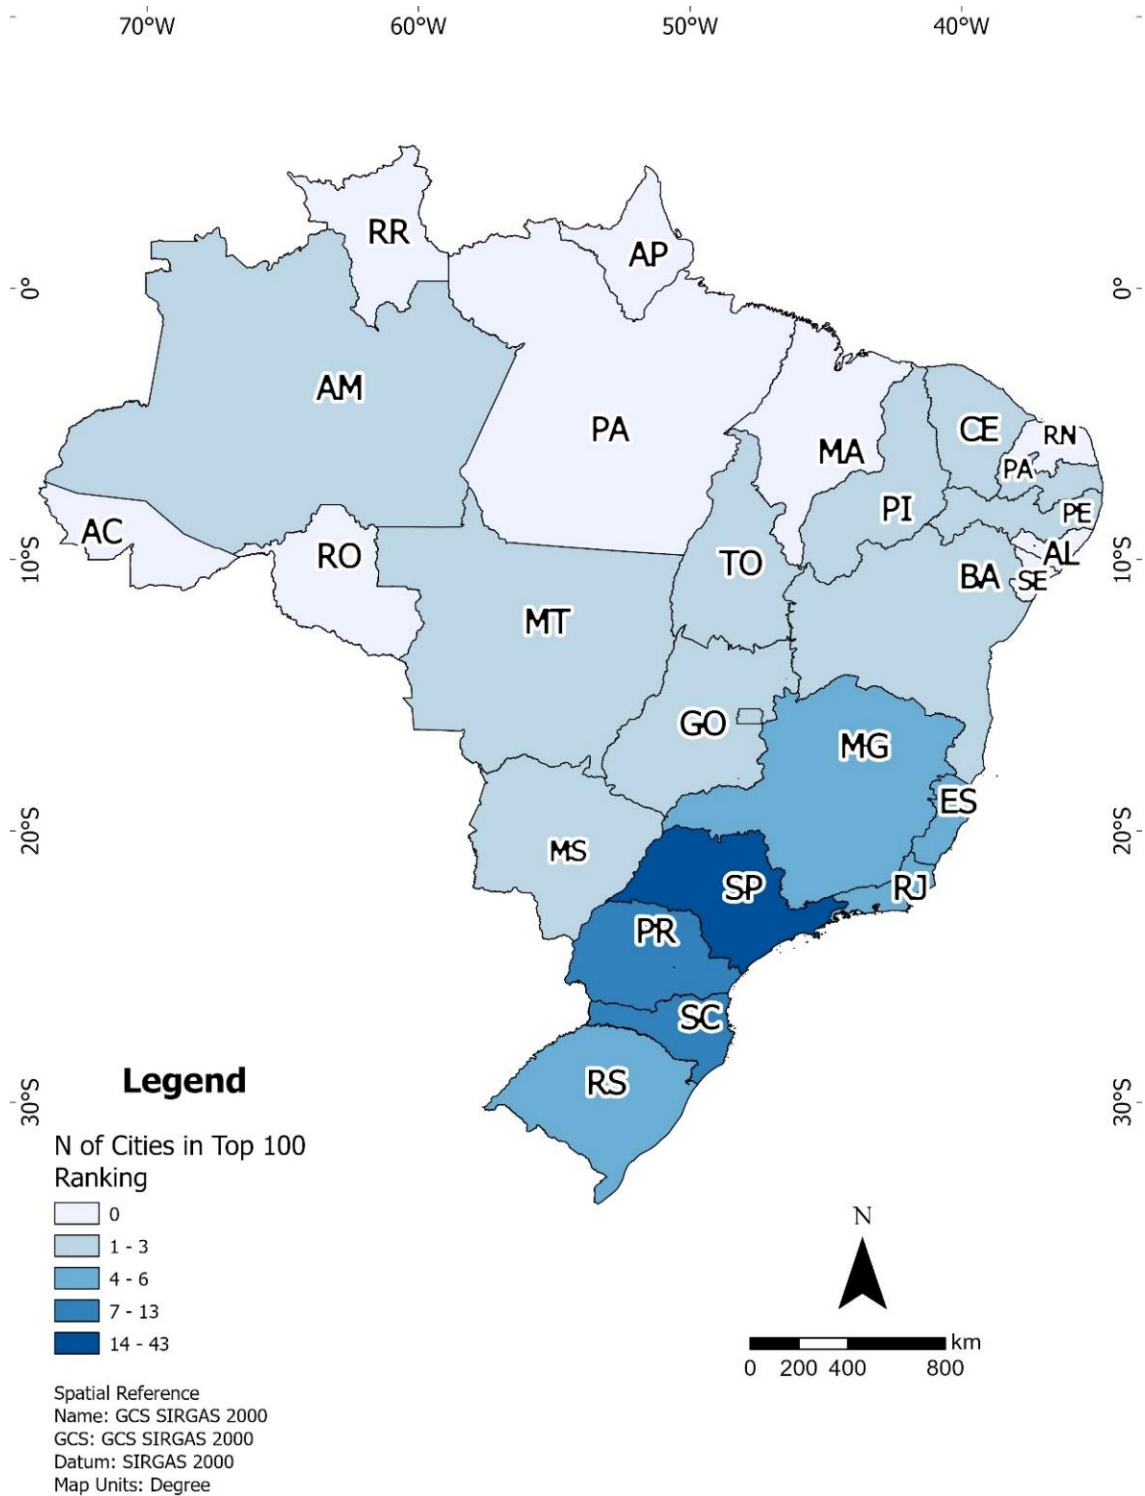 70°W 60°W 50°W 40°W
RR
AP
0° 0°
AM
PA
CE
RN
MA
PA
PI
PE
AC
RO
TO
AL
10°S 10°S
BA
SE
MT
GO
MG
ES
20°S 20°S
MS
SP
RJ
PR
SC
RS
30°S 30°S
Legend
N of Cities in Top 100
Ranking
0
1 - 3
4 - 6
7 - 13
14 - 43
N
km
0 200 400 800
Spatial Reference
Name: GCS SIRGAS 2000
GCS: GCS SIRGAS 2000
Datum: SIRGAS 2000
Map Units: Degree